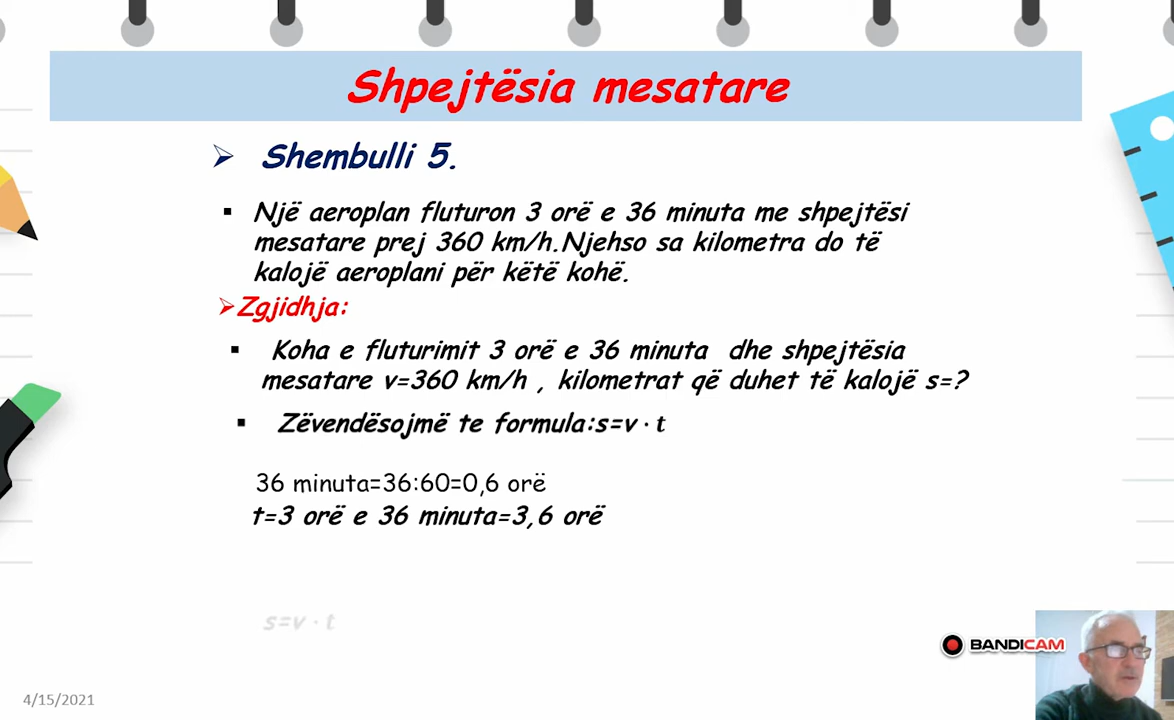 Shpejtësia mesatare
➢ Shembulli 5.
▪ Një aeroplan fluturon 3 orë e 36 minuta me shpejtësi
mesatare prej 360 km/h.Njehso sa kilometra do të
kalojë aeroplani për këtë kohë.
➢Zgjidhja:
▪ Koha e fluturimit 3 orë e 36 minuta dhe shpejtësia
mesatare v=360 km/h , kilometrat që duhet të kalojë s=?
▪ Zëvendësojmë te formula:s=v · t
36 minuta=36:60=0,6 orë
t=3 orë e 36 minuta=3,6 orë
s=v · t
BANDICAM
4/15/2021